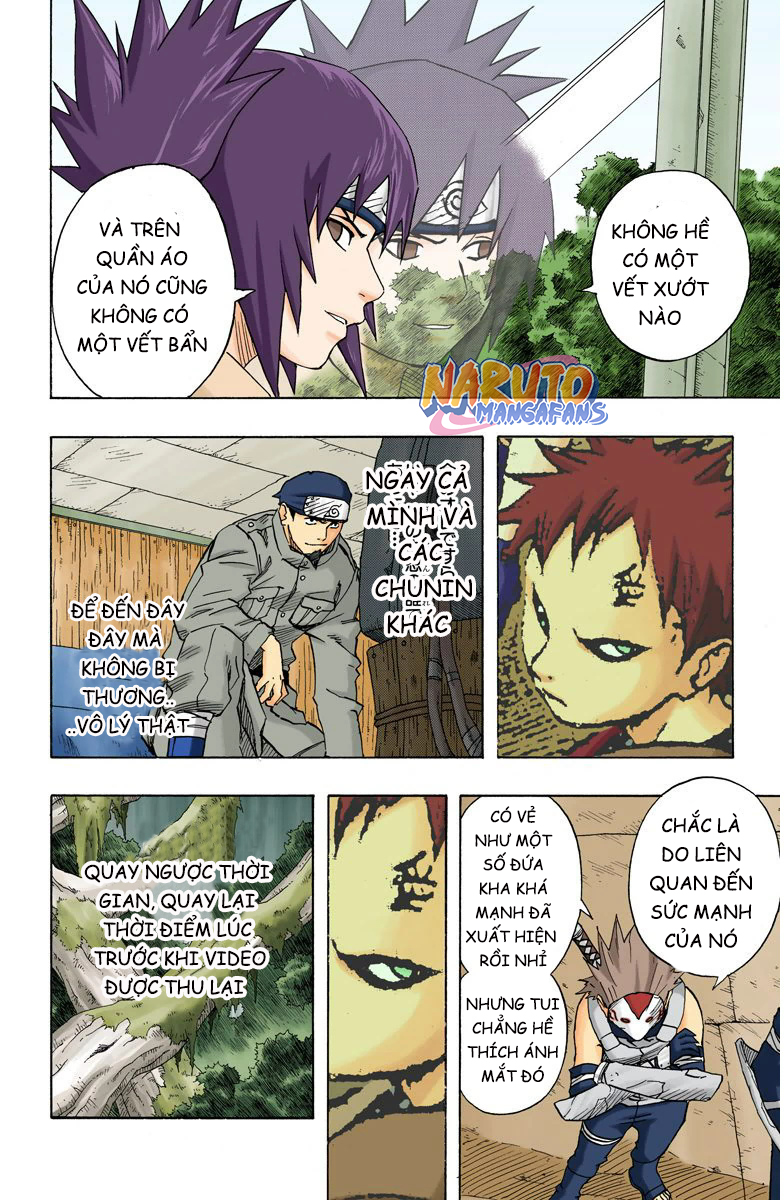 KHÔNG HỀ
CÓ MỘT
VẾT XƯỚT
NÀO
VÀ TRÊN
QUẦN ÁO
CỦA NÓ CŨNG
KHÔNG CÓ
MỘT VẾT BẨN
NARUTO
MANGAFANS
NGAY CẢ
MÌNH VÀ
CÁC
CHUNIN
KHÁC
ĐỂ ĐẾN ĐÂY
ĐÂY MÀ
KHÔNG BỊ
THƯƠNG..
..VÔ LÝ THẬT
CHẮC LÀ
DO LIÊN
QUAN ĐẾN
SỨC MẠNH
CỦA NÓ
CÓ VẺ
NHƯ MỘT
SỐ ĐỨA
KHA KHÁ
MẠNH ĐÃ
XUẤT HIỆN
RỒI NHỈ
NHƯNG TUI
CHẲNG HỀ
THÍCH ÁNH
MẮT ĐÓ
QUAY NGƯỢC THỜI
GIAN, QUAY LẠI
THỜI ĐIỂM LÚC
TRƯỚC KHI VIDEO
ĐƯỢC THU LẠI